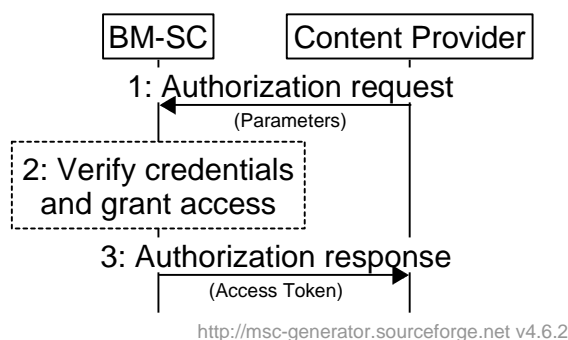 BM-SC
Content Provider
1: Authorization request
(Parameters)
2: Verify credentials
and grant access
3: Authorization response
(Access Token)
http://msc-generator.sourceforge.net v4.6.2